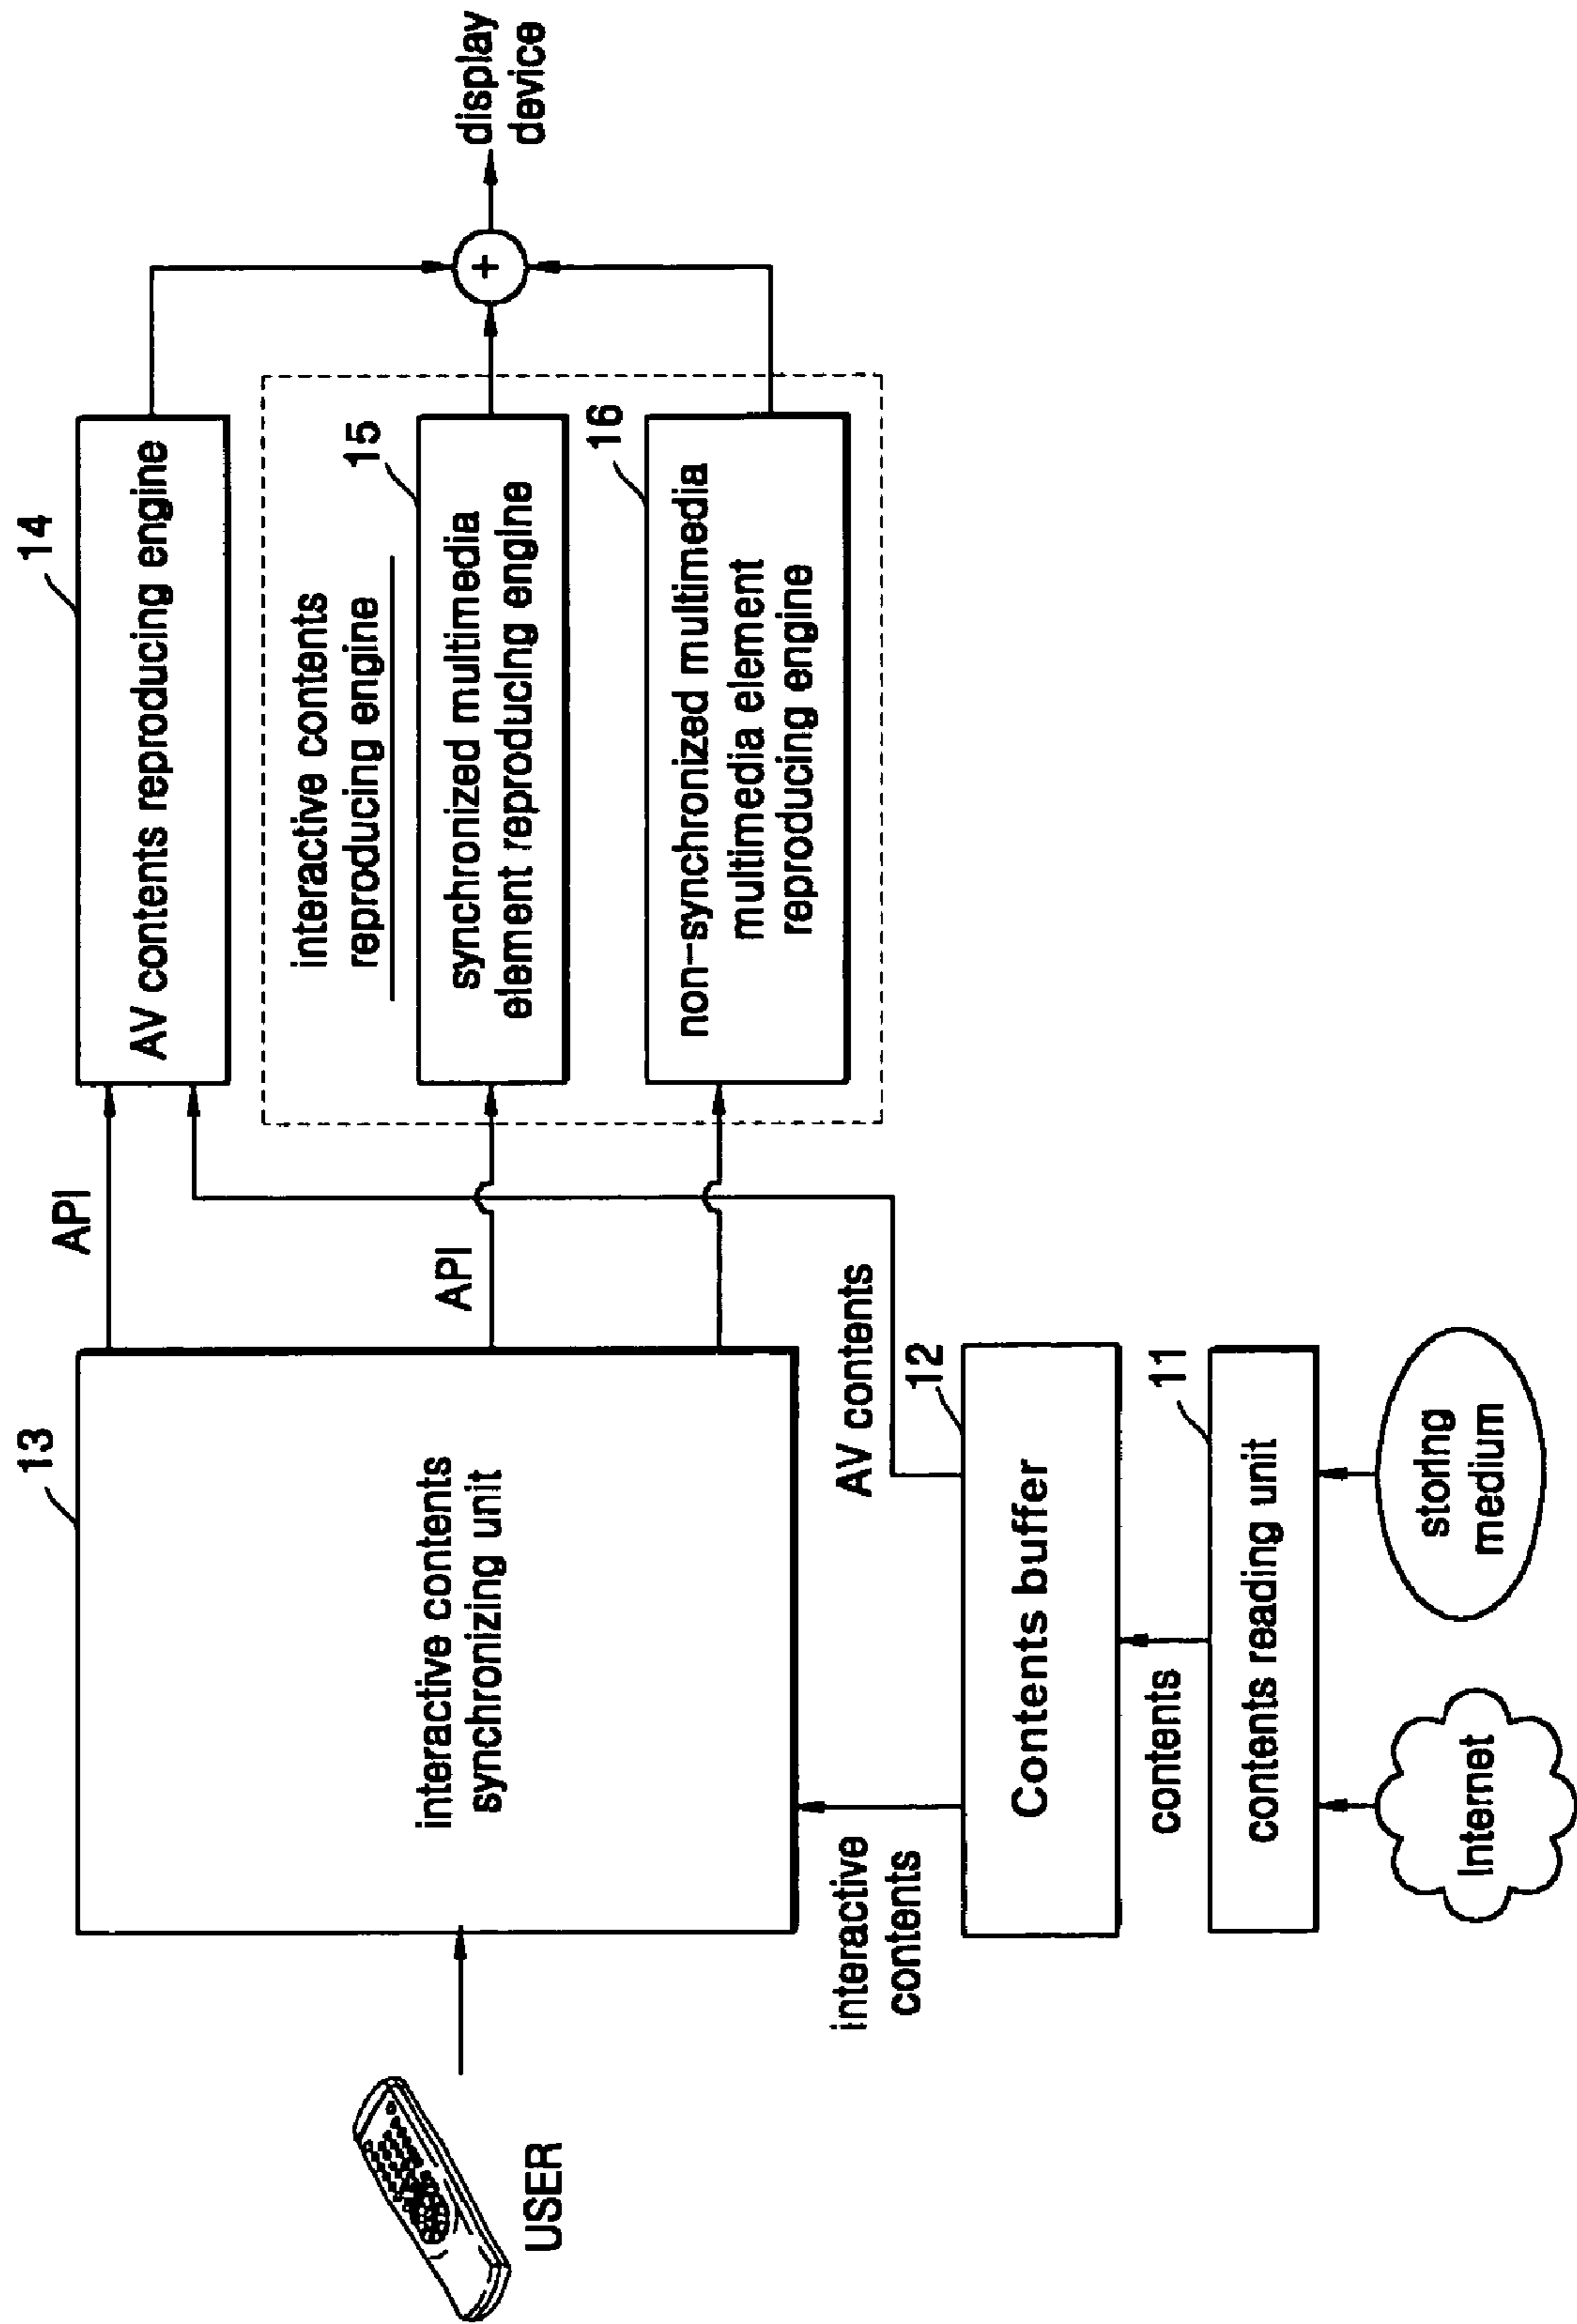 13
interactive contents
synchronizing unit
USER
API
API
14
AV contents reproducing engine
interactive contents
reproducing engine
15
synchronized multimedia
element reproducing engine
16
non-synchronized multimedia
multimedia element
reproducing engine
+
display
device
interactive
contents
AV contents
12
Contents buffer
contents
11
contents reading unit
Internet
storing
medium